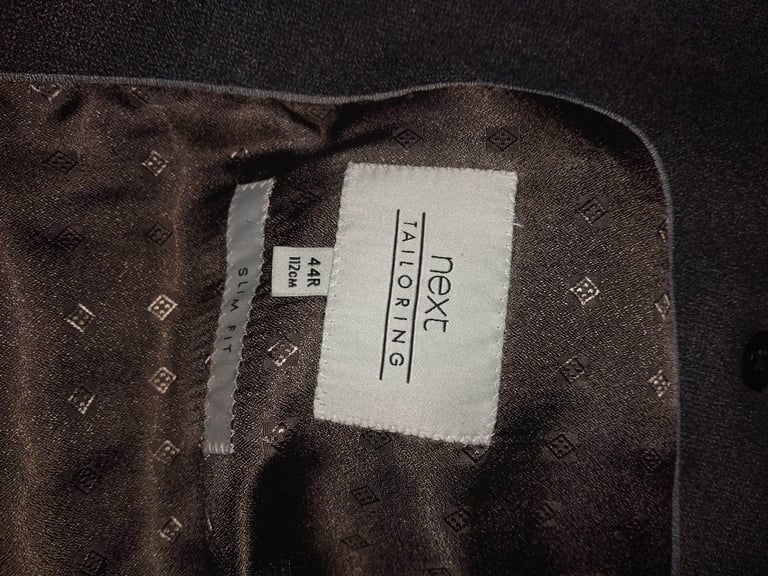 next
TAILORING
44R
112CM
SLIM FIT